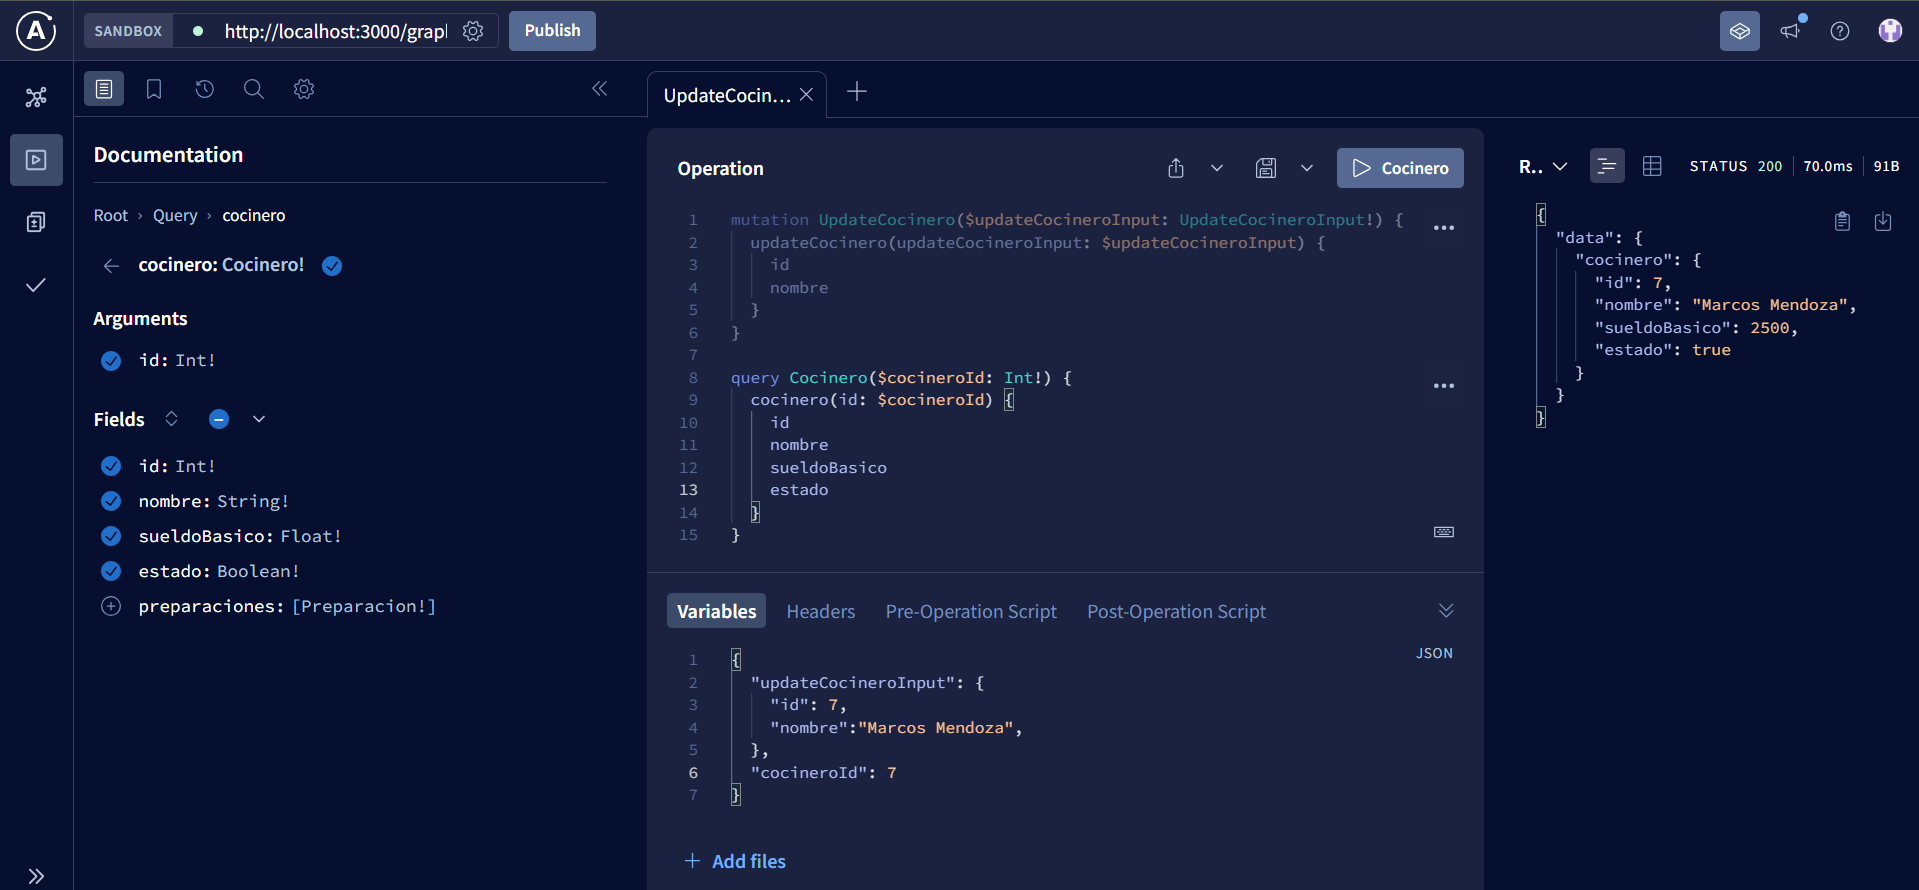 SANDBOX
http://localhost:3000/grap
Publish
UpdateCocin...
Documentation
Root › Query › cocinero
cocinero: Cocinero!
Arguments
id: Int!
Fields
id: Int!
nombre: String!
sueldoBasico: Float!
estado: Boolean!
preparaciones: [Preparacion!]
Operation
Cocinero
1 mutation UpdateCocinero($updateCocineroInput: UpdateCocineroInput!) {
2 updateCocinero(updateCocineroInput: $updateCocineroInput) {
3 id
4 nombre
5 }
6 }
7
8 query Cocinero($cocineroId: Int!) {
9 cocinero(id: $cocineroId) {
10 id
11 nombre
12 sueldoBasico
13 estado
14 }
15 }
Variables Headers Pre-Operation Script Post-Operation Script
JSON
1 {
2 "updateCocineroInput": {
3 "id": 7,
4 "nombre":"Marcos Mendoza",
5 },
6 "cocineroId": 7
7 }
Add files
R.. STATUS 200 70.0ms 91B
{
"data": {
"cocinero": {
"id": 7,
"nombre": "Marcos Mendoza",
"sueldoBasico": 2500,
"estado": true
}
}
}